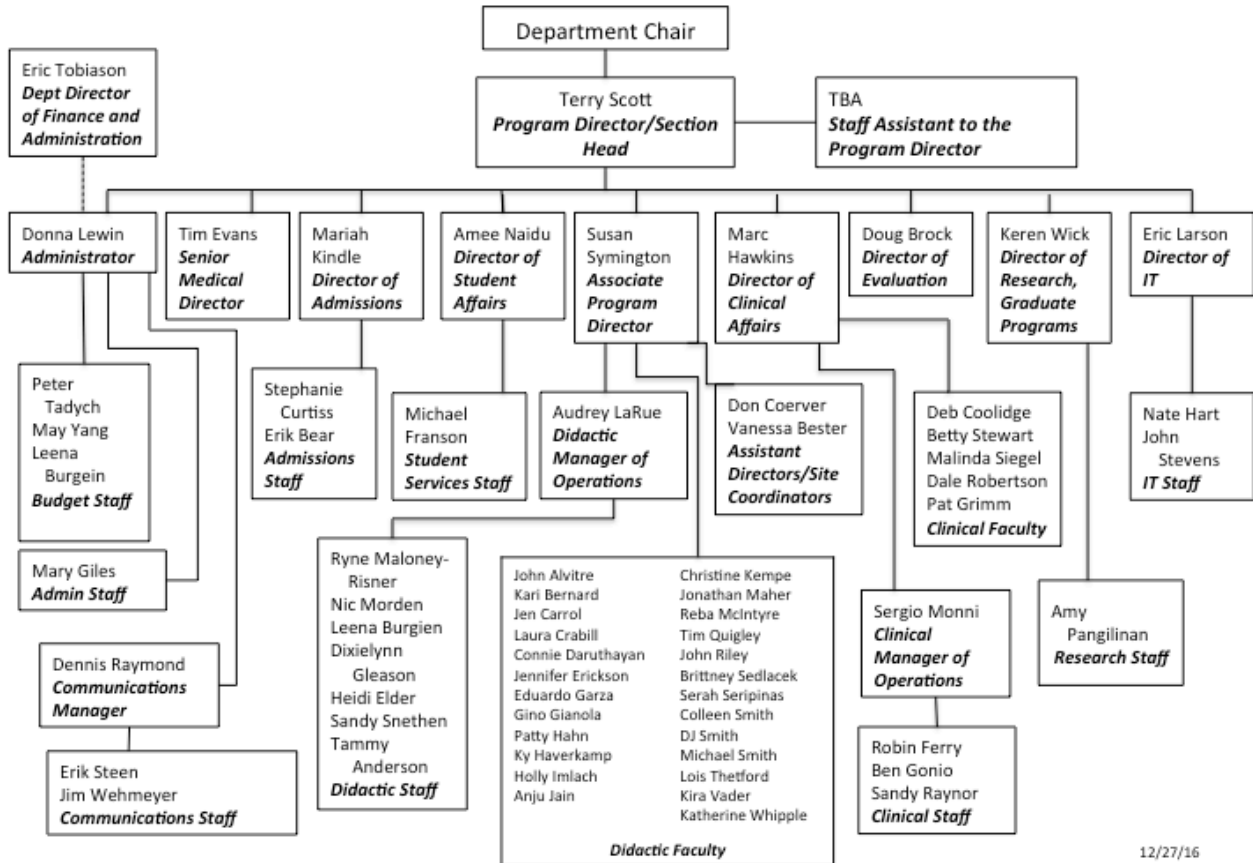 Department Chair
Eric Tobiason
Dept Director
of Finance and
Administration
Terry Scott
Program Director/Section
Head
TBA
Staff Assistant to the
Program Director
Donna Lewin
Administrator
Tim Evans
Senior
Medical
Director
Mariah
Kindle
Director of
Admissions
Amee Naidu
Director of
Student
Affairs
Susan
Symington
Associate
Program
Director
Marc
Hawkins
Director of
Clinical
Affairs
Doug Brock
Director of
Evaluation
Keren Wick
Director of
Research,
Graduate
Programs
Eric Larson
Director of
IT
Peter
Tadych
May Yang
Leena
Burgein
Budget Staff
Stephanie
Curtiss
Erik Bear
Admissions
Staff
Michael
Franson
Student
Services Staff
Audrey LaRue
Didactic
Manager of
Operations
Don Coerver
Vanessa Bester
Assistant
Directors/Site
Coordinators
Deb Coolidge
Betty Stewart
Malinda Siegel
Dale Robertson
Pat Grimm
Clinical Faculty
Nate Hart
John
Stevens
IT Staff
Mary Giles
Admin Staff
Dennis Raymond
Communications
Manager
Erik Steen
Jim Wehmeyer
Communications Staff
Ryne Maloney-
Risner
Nic Morden
Leena Burgien
Dixielynn
Gleason
Heidi Elder
Sandy Snethen
Tammy
Anderson
Didactic Staff
John Alvitre
Kari Bernard
Jen Carrol
Laura Crabill
Connie Daruthayan
Jennifer Erickson
Eduardo Garza
Gino Gianola
Patty Hahn
Ky Haverkamp
Holly Imlach
Anju Jain
Christine Kempe
Jonathan Maher
Reba McIntyre
Tim Quigley
John Riley
Brittney Sedlacek
Serah Seripinas
Colleen Smith
DJ Smith
Michael Smith
Lois Thetford
Kira Vader
Katherine Whipple
Didactic Faculty
Sergio Monni
Clinical
Manager of
Operations
Robin Ferry
Ben Gonio
Sandy Raynor
Clinical Staff
Amy
Pangilinan
Research Staff
12/27/16